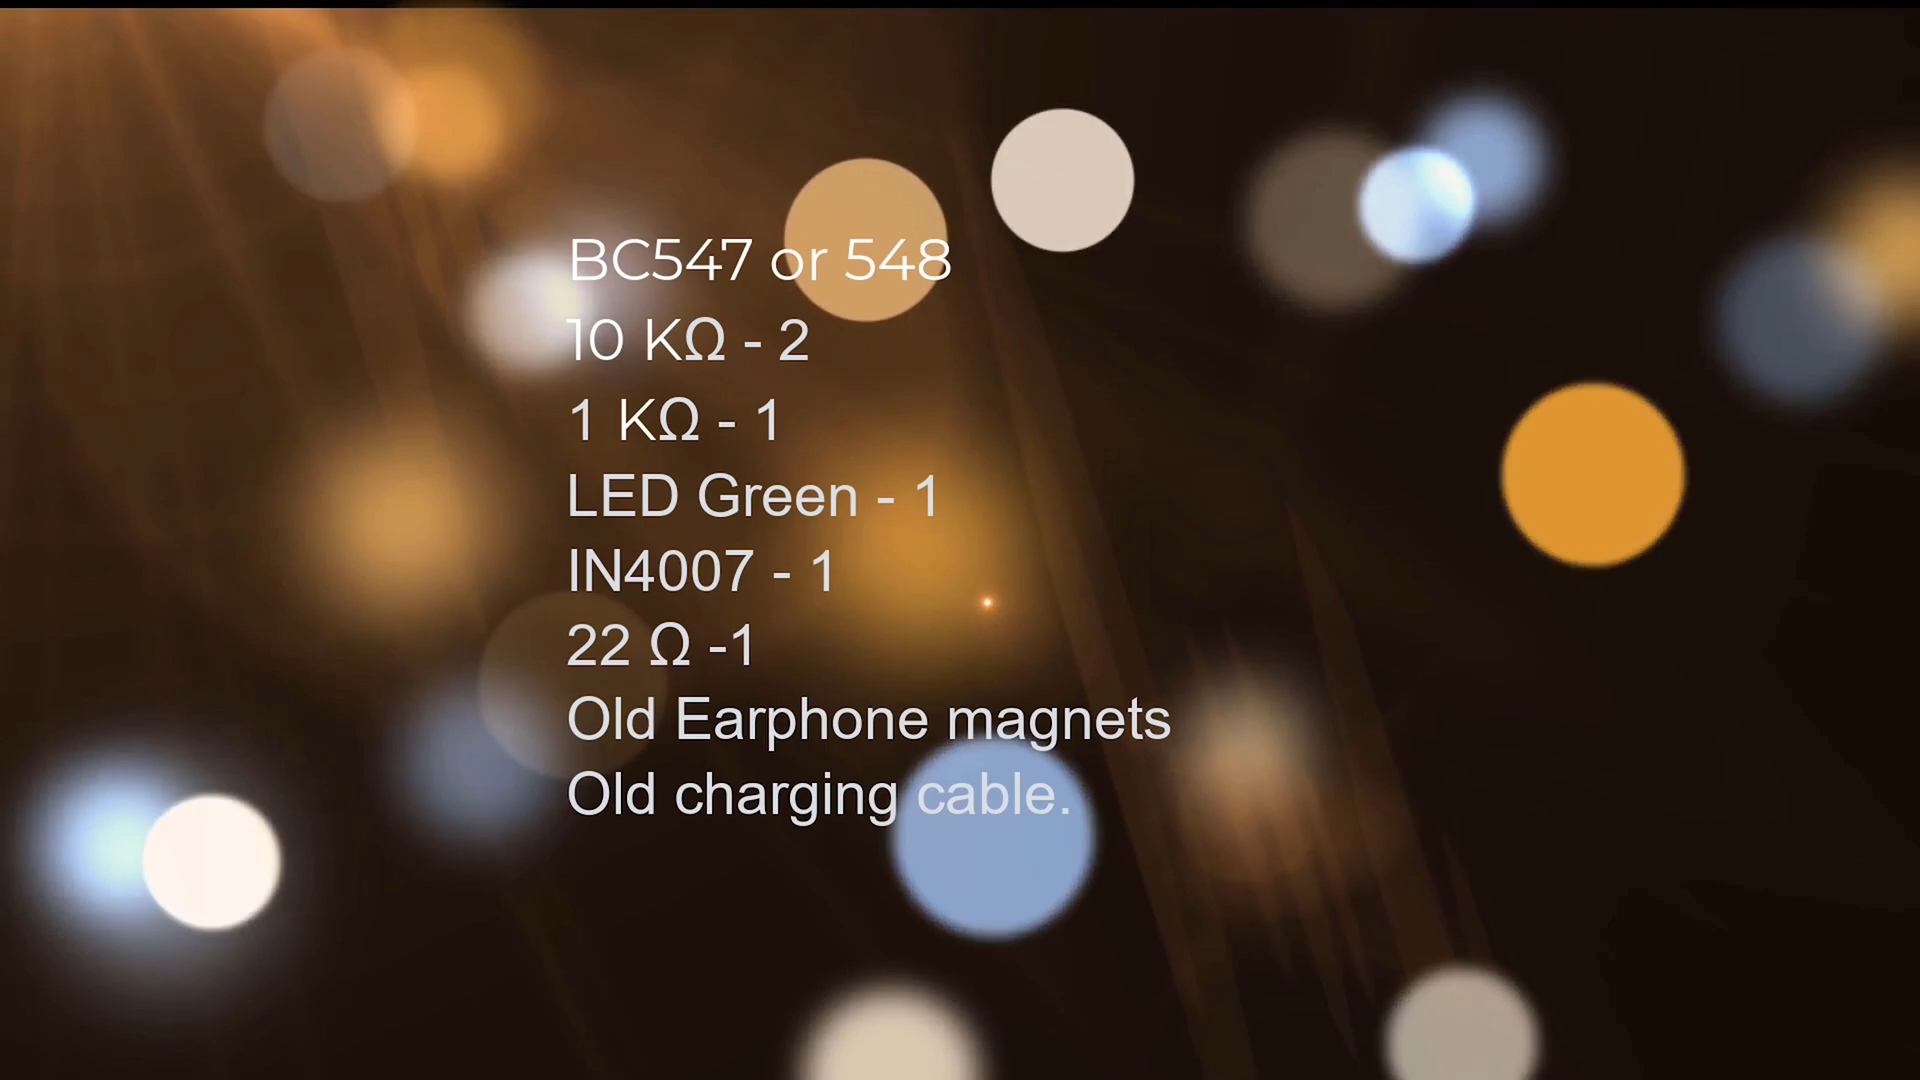 BC547 or 548
10 KΩ - 2
1 KΩ - 1
LED Green - 1
IN4007 - 1
22 Ω -1
Old Earphone magnets
Old charging cable.